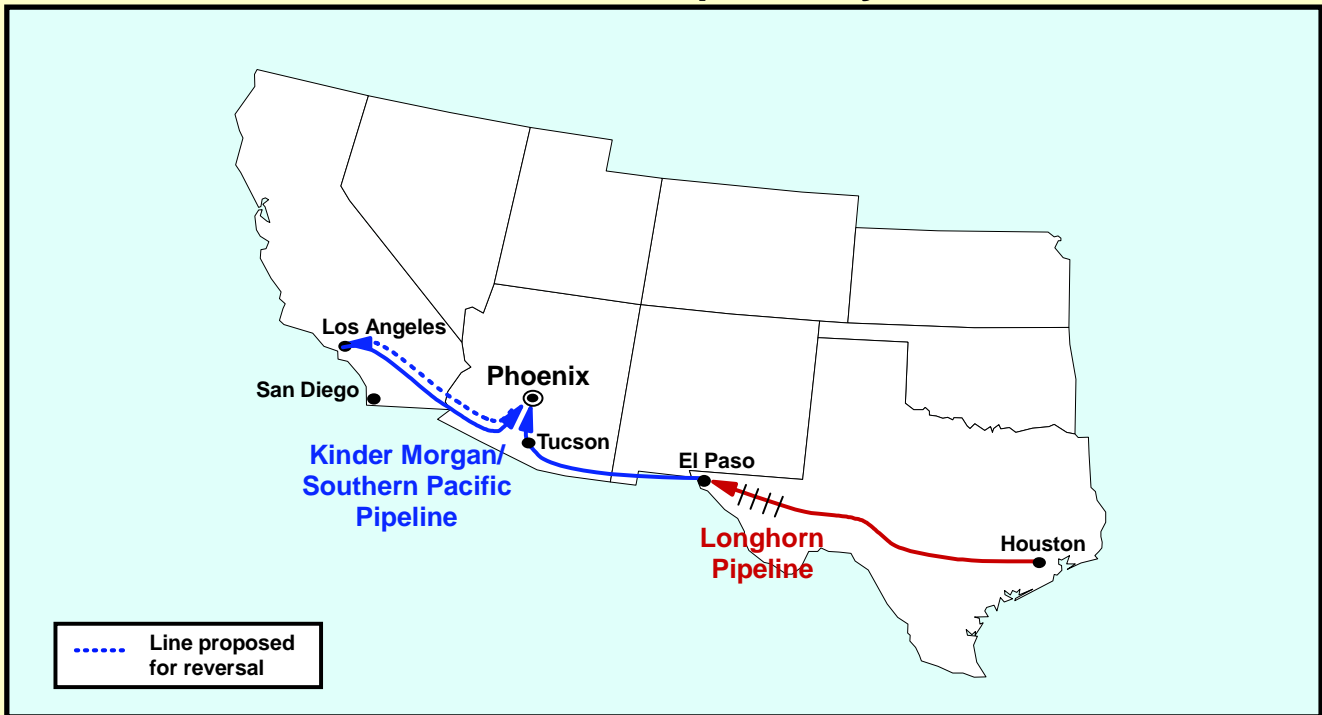 Los Angeles
San Diego
Phoenix
Tucson
Kinder Morgan/
Southern Pacific
Pipeline
El Paso
Longhorn
Pipeline
Houston
Line proposed
for reversal